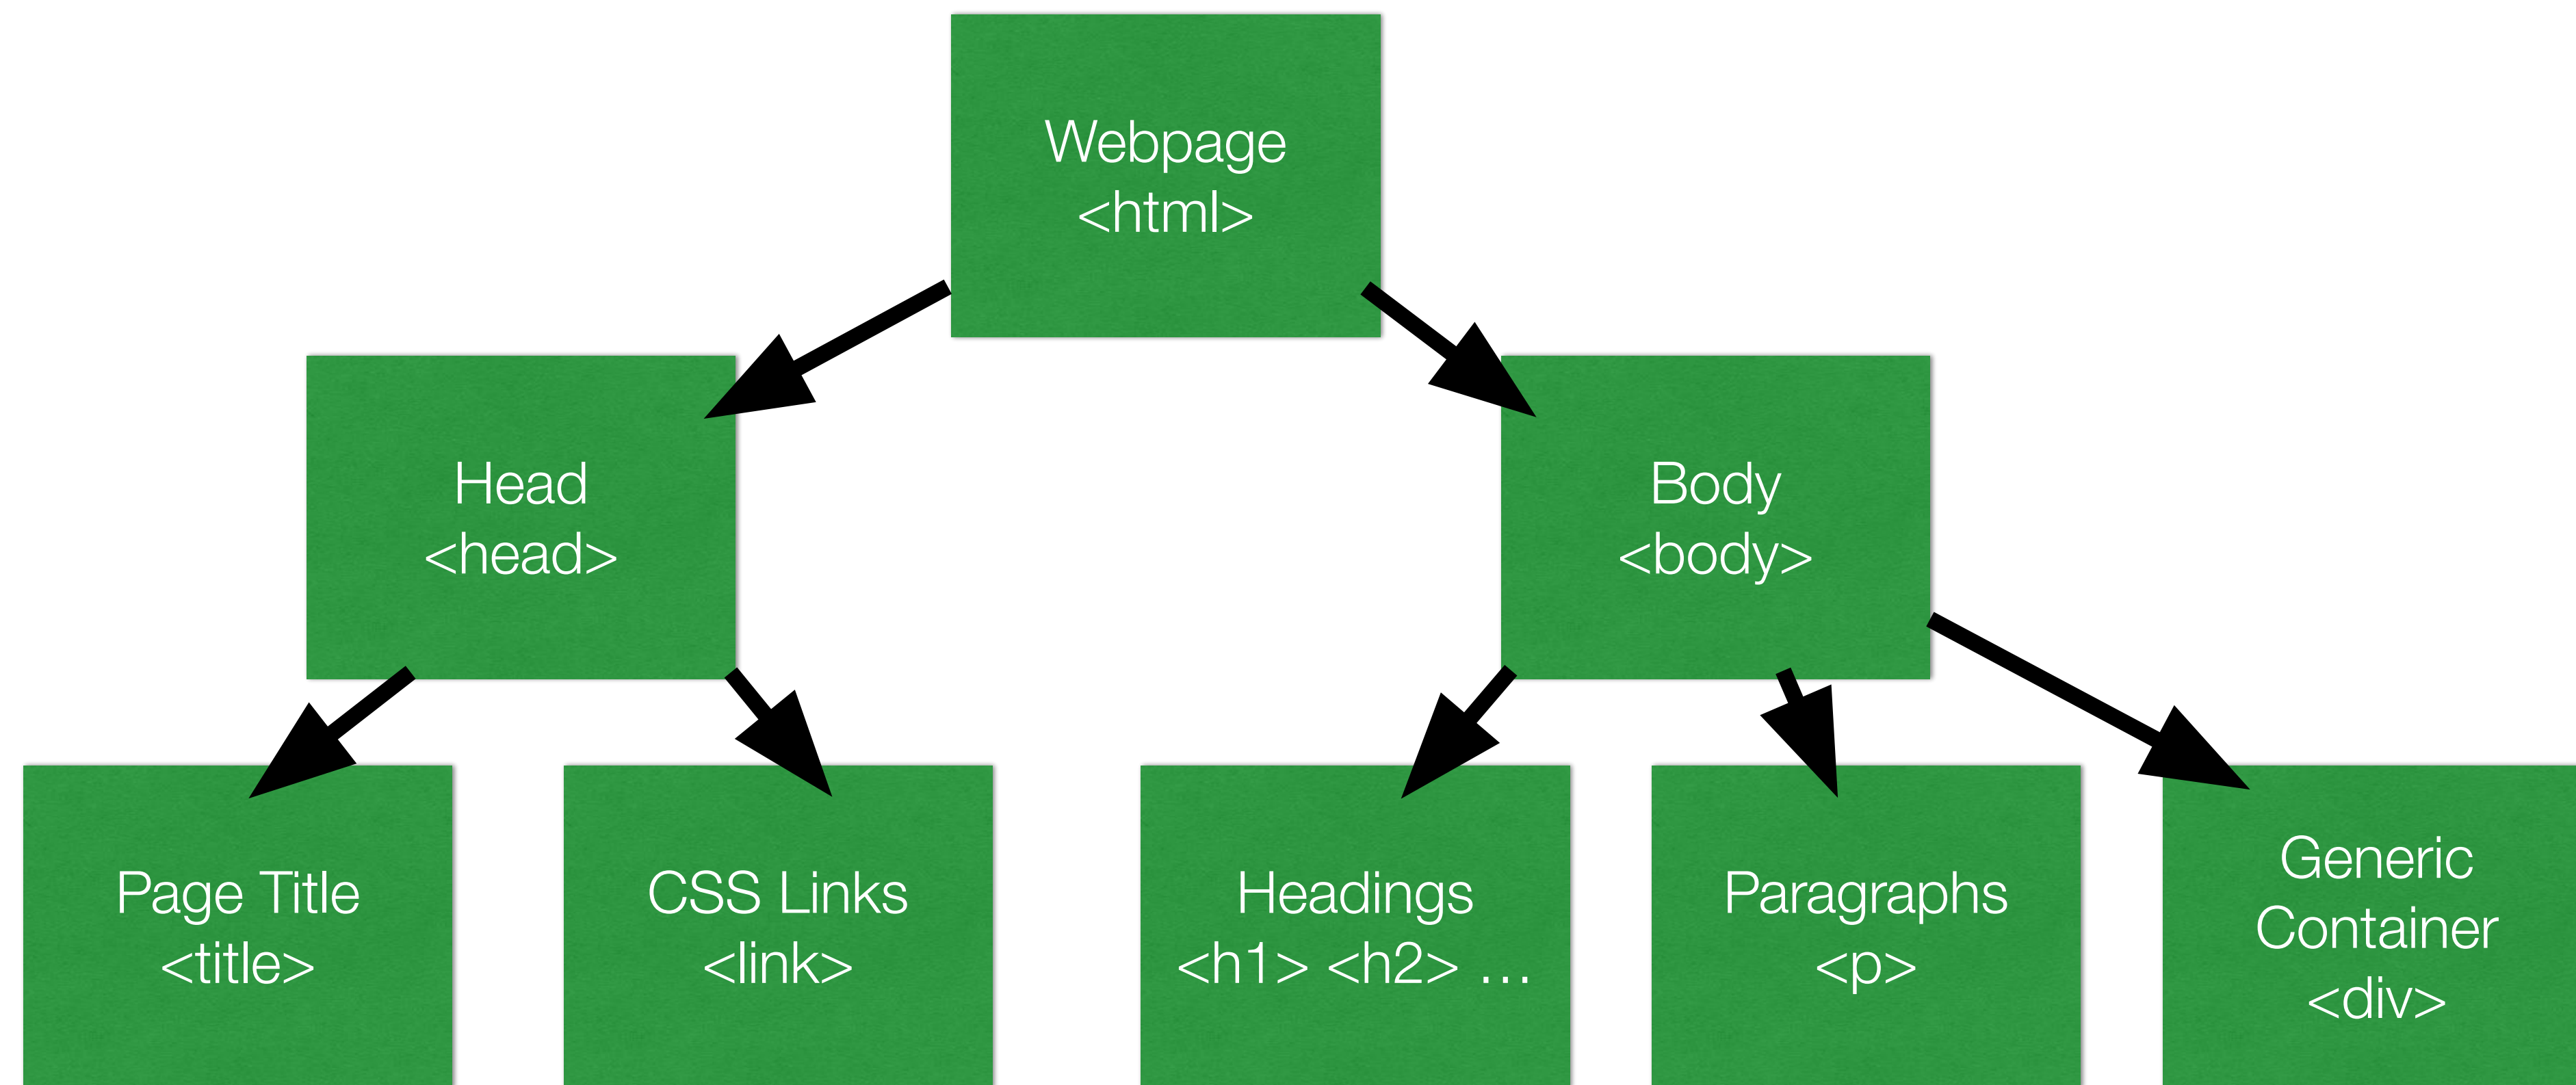 Webpage
<html>
Head
<head>
Body
<body>
Page Title
<title>
CSS Links
<link>
Headings
<h1> <h2> …
Paragraphs
<p>
Generic
Container
<div>